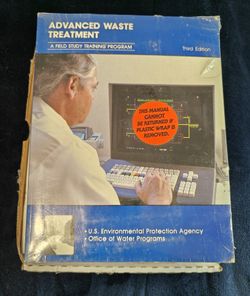 ADVANCED WASTE
TREATMENT
A FIELD STUDY TRAINING PROGRAM
Third Edition
THIS MANUAL
CANNOT
BE RETURNED IF
PLASTIC WRAP IS
REMOVED.
• U.S. Environmental Protection Agency
• Office of Water Programs